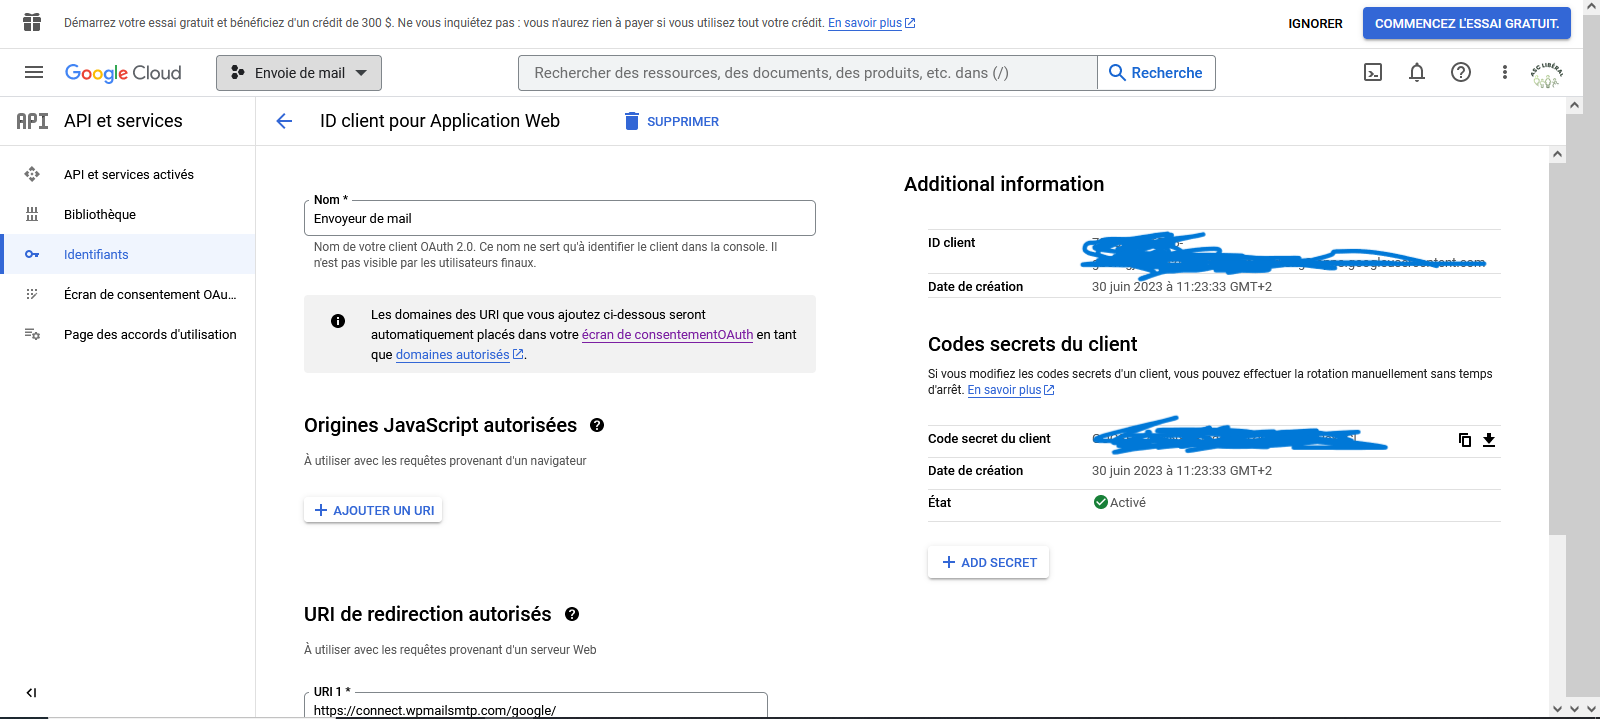 Démarrez votre essai gratuit et bénéficiez d'un crédit de 300 $. Ne vous inquiétez pas : vous n'aurez rien à payer si vous utilisez tout votre crédit. En savoir plus
IGNORER
COMMENCEZ L'ESSAI GRATUIT.
Google Cloud
Envoie de mail
Rechercher des ressources, des documents, des produits, etc. dans (/)
Recherche
ASC LIBÉRAL
API
API et services
ID client pour Application Web
SUPPRIMER
API et services activés
Bibliothèque
Identifiants
Écran de consentement OAu...
Page des accords d'utilisation
Nom *
Envoyeur de mail
Nom de votre client OAuth 2.0. Ce nom ne sert qu'à identifier le client dans la console. Il
n'est pas visible par les utilisateurs finaux.
Les domaines des URI que vous ajoutez ci-dessous seront
automatiquement placés dans votre écran de consentementOAuth en tant
que domaines autorisés.
Origines JavaScript autorisées
À utiliser avec les requêtes provenant d'un navigateur
AJOUTER UN URI
URI de redirection autorisés
À utiliser avec les requêtes provenant d'un serveur Web
URI 1 *
https://connect.wpmailsmtp.com/google/
Additional information
ID client
Date de création
30 juin 2023 à 11:23:33 GMT+2
Codes secrets du client
Si vous modifiez les codes secrets d'un client, vous pouvez effectuer la rotation manuellement sans temps
d'arrêt. En savoir plus
Code secret du client
Date de création
30 juin 2023 à 11:23:33 GMT+2
État
Activé
ADD SECRET